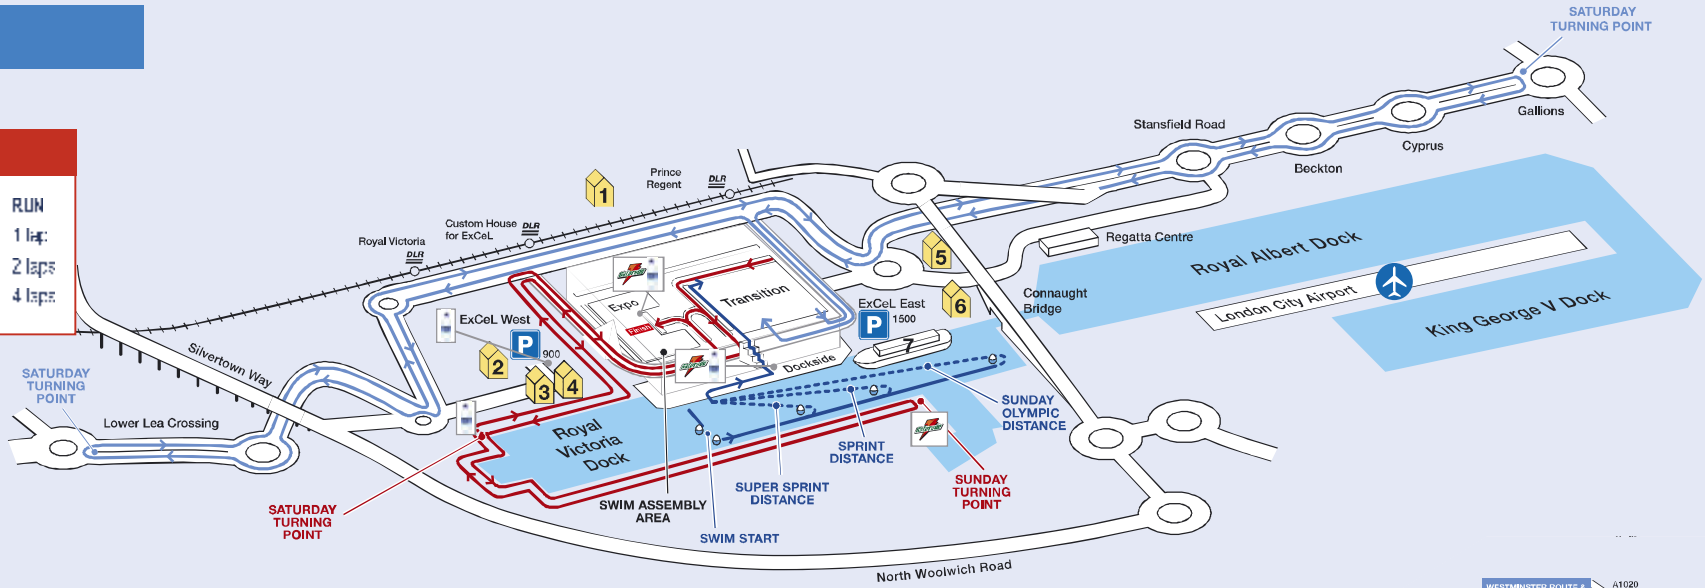 SATURDAY
TURNING POINT
Gallions
Cyprus
Beckton
Stansfield Road
RUN
1 lap
2 laps
4 laps
Prince
Regent
DLR
1
Custom House
for ExCeL
DLR
Royal Victoria
DLR
Regatta Centre
5
6
Royal Albert Dock
London City Airport
King George V Dock
Connaught
Bridge
Expo
Finish
Transition
ExCeL East
P
1500
7
Dockside
ExCeL West
P
900
2
3
4
Silvertown Way
SATURDAY
TURNING
POINT
Lower Lea Crossing
Royal
Victoria
Dock
SUNDAY
OLYMPIC
DISTANCE
SPRINT
DISTANCE
SUPER SPRINT
DISTANCE
SUNDAY
TURNING
POINT
SWIM ASSEMBLY
AREA
SWIM START
SATURDAY
TURNING
POINT
North Woolwich Road
WESTMINSTER ROUTE A
A1020